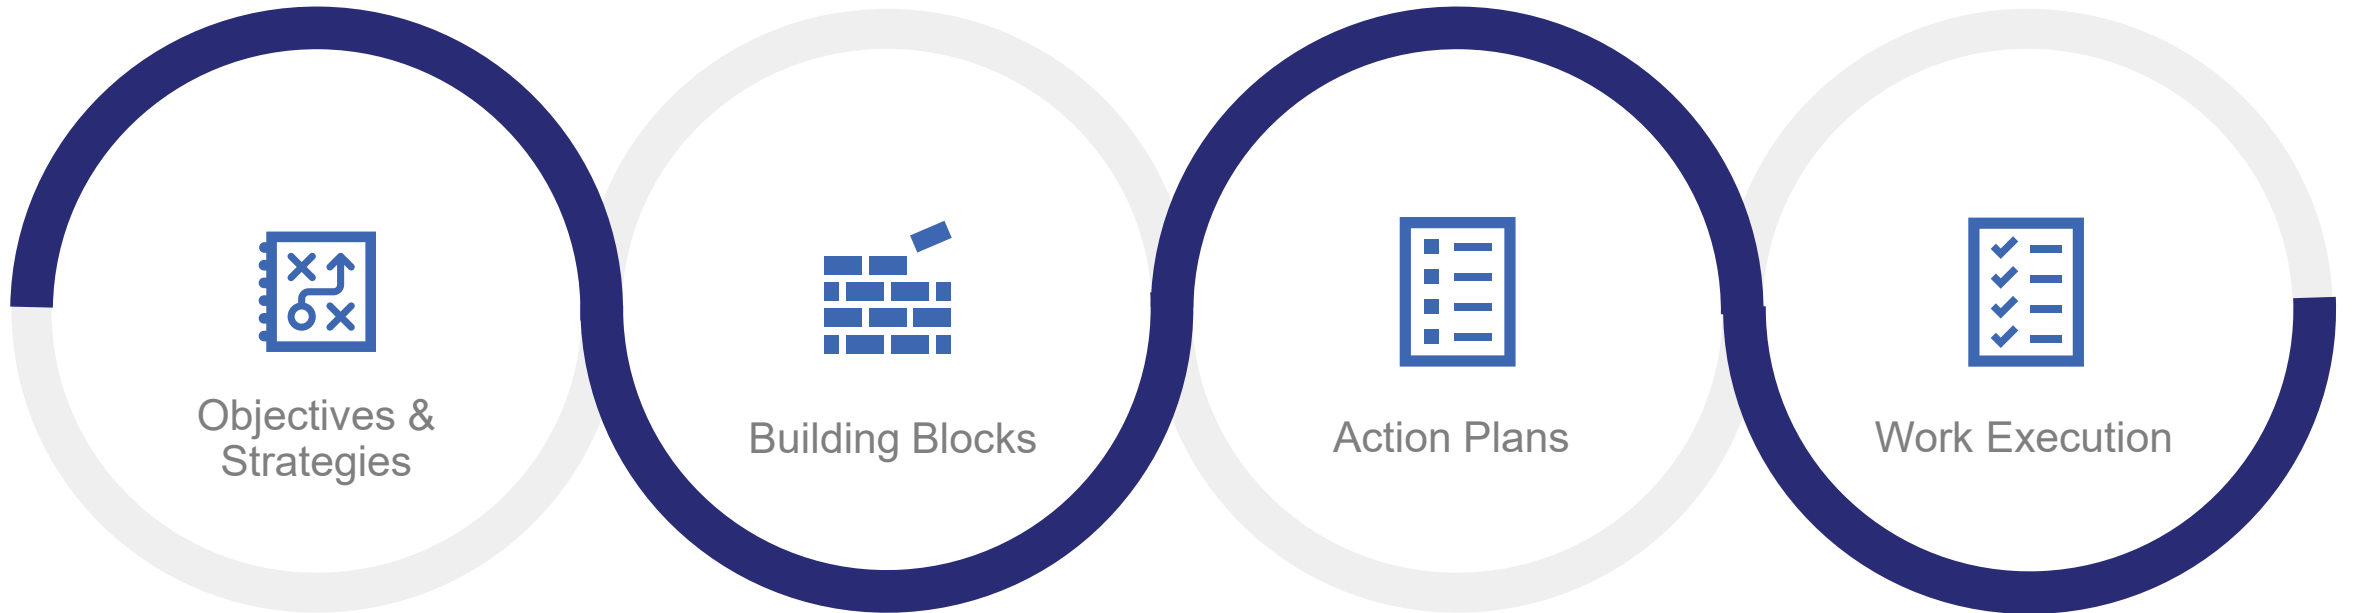 Objectives &
Strategies
Building Blocks
Action Plans
Work Execution